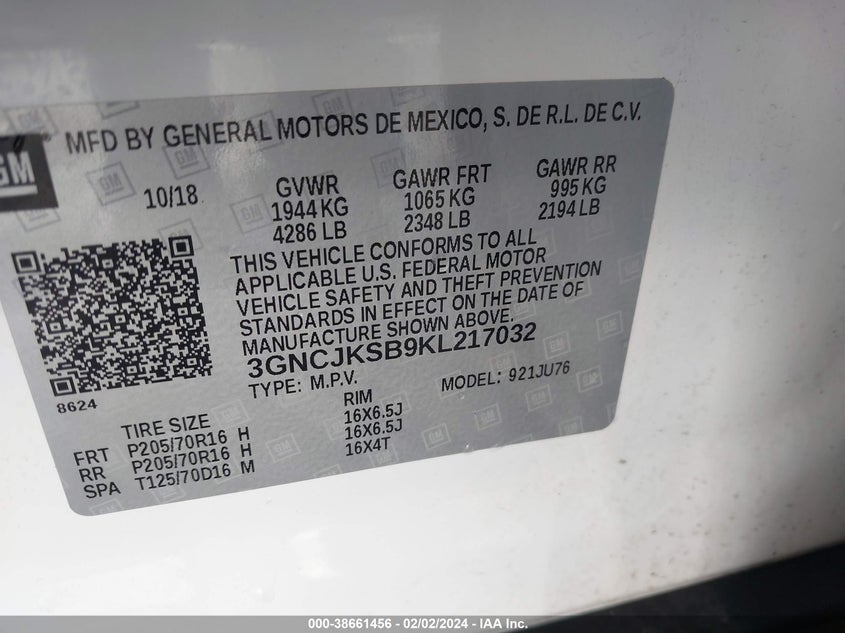 MFD BY GENERAL MOTORS DE MEXICO, S. DE R.L. DE C.V.
GM
10/18
GVWR GAWR FRT GAWR RR
1944 KG 1065 KG 995 KG
4286 LB 2348 LB 2194 LB
THIS VEHICLE CONFORMS TO ALL
APPLICABLE U.S. FEDERAL MOTOR
VEHICLE SAFETY AND THEFT PREVENTION
STANDARDS IN EFFECT ON THE DATE OF
MANUFACTURE SHOWN ABOVE.
3GNCJKSB9KL217032
TYPE: M.P.V. MODEL: 921JU76
8624
TIRE SIZE RIM
FRT P205/70R16 H 16X6.5J
RR P205/70R16 H 16X6.5J
SPA T125/70D16 M 16X4T
000-38661456 - 02/02/2024 - IAA Inc.